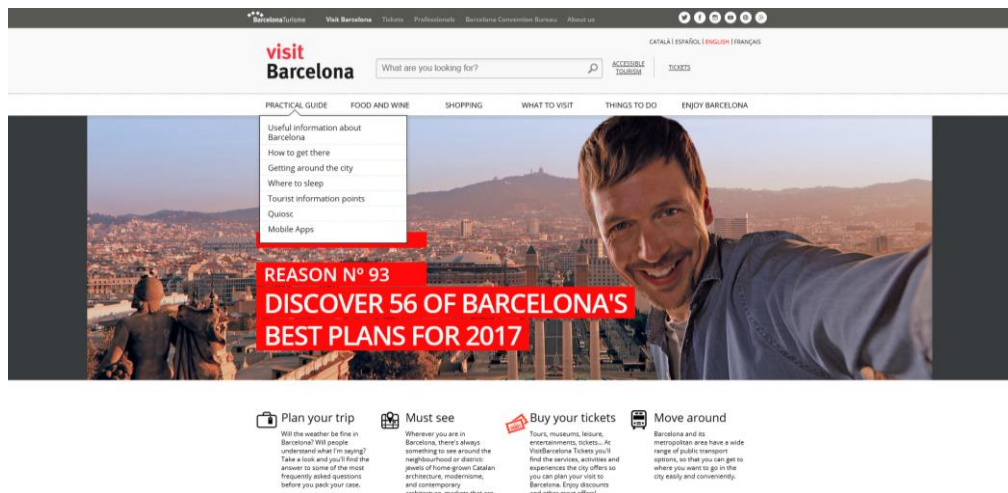 BarcelonaTurisme Visit Barcelona Tickets Professionals Barcelona Convention Bureau About us
CATALÀ | ESPAÑOL | ENGLISH | FRANÇAIS
visit
Barcelona
What are you looking for?
ACCESSIBLE
TOURISM
TICKETS
PRACTICAL GUIDE FOOD AND WINE SHOPPING WHAT TO VISIT THINGS TO DO ENJOY BARCELONA
Useful information about
Barcelona
How to get there
Getting around the city
Where to sleep
Tourist information points
Quiosc
Mobile Apps
REASON Nº 93
DISCOVER 56 OF BARCELONA'S
BEST PLANS FOR 2017
Plan your trip
Will the weather be fine in
Barcelona? Will people
understand what I'm saying?
Take a look and you'll find the
answer to some of the most
frequently asked questions
before you pack your case.
Must see
Wherever you are in
Barcelona, there's always
something to see around the
neighbourhood or district:
jewels of home-grown Catalan
architecture, modernisme,
and contemporary
architecture, markets that are
Buy your tickets
Tours, museums, leisure,
entertainments, tickets... At
VisitBarcelona Tickets you'll
find the services, activities and
experiences the city offers so
you can plan your visit to
Barcelona. Enjoy discounts
and other great offers!
Move around
Barcelona and its
metropolitan area have a wide
range of public transport
options, so that you can get to
where you want to go in the
city easily and conveniently.